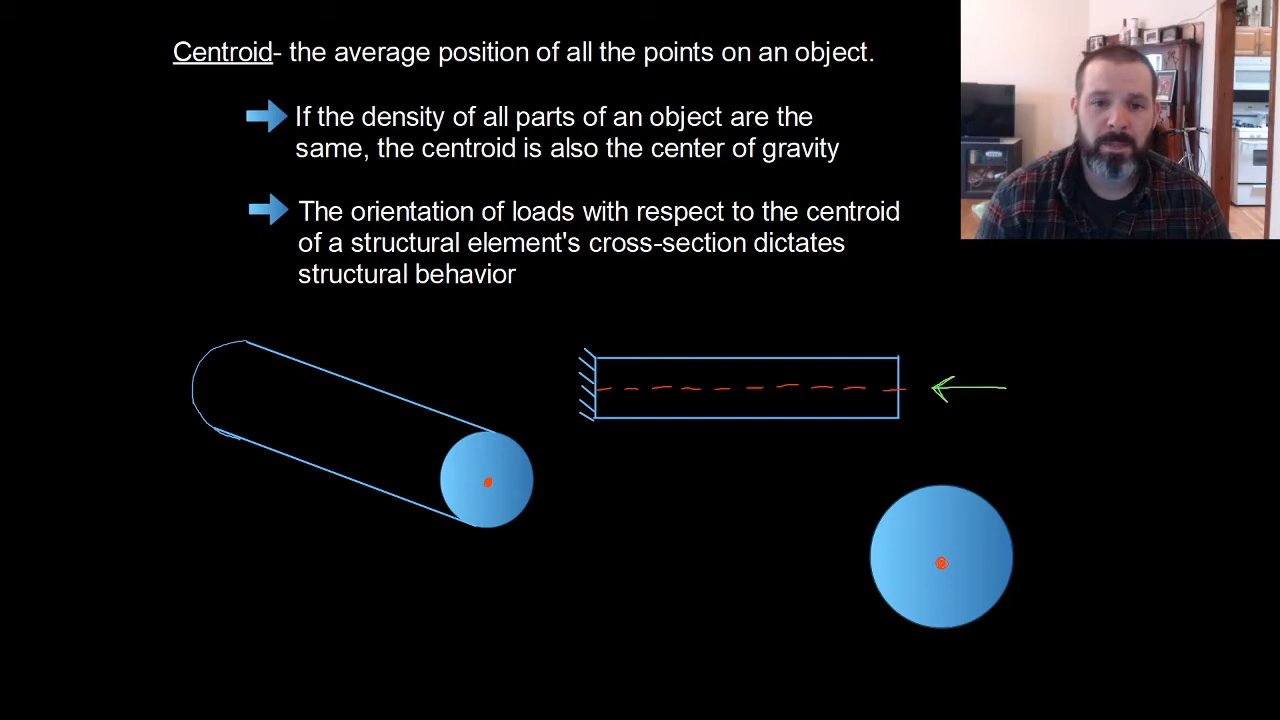 Centroid- the average position of all the points on an object.
If the density of all parts of an object are the
same, the centroid is also the center of gravity
The orientation of loads with respect to the centroid
of a structural element's cross-section dictates
structural behavior